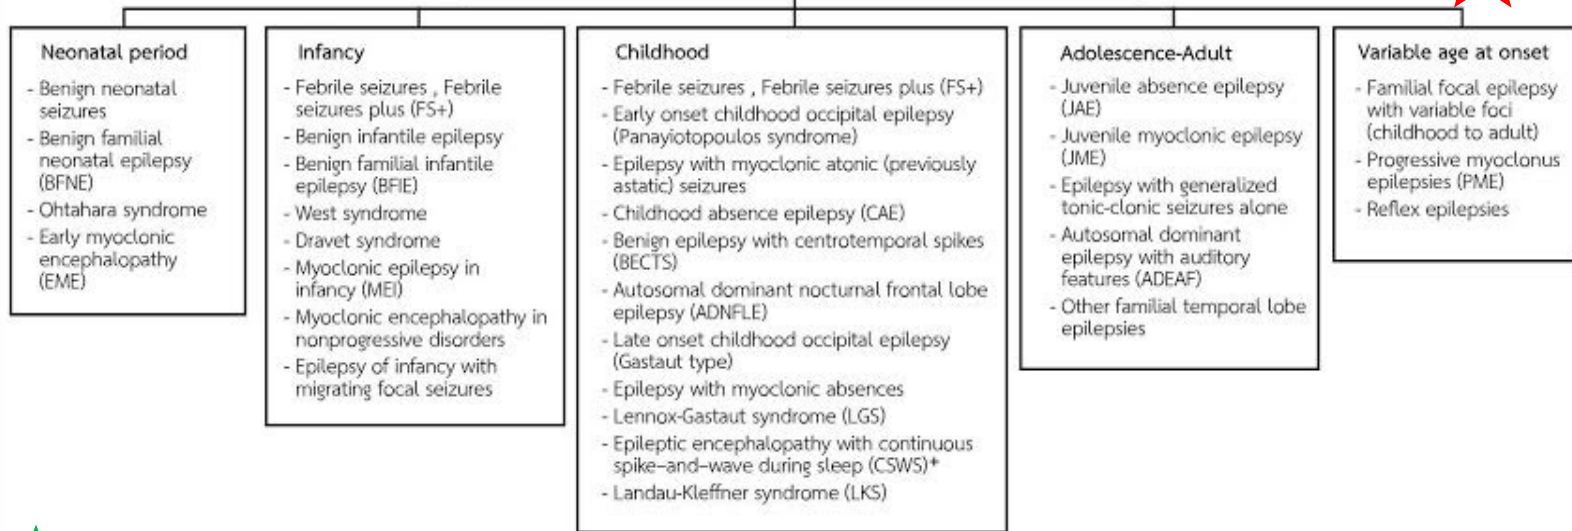 Neonatal period
- Benign neonatal
seizures
- Benign familial
neonatal epilepsy
(BFNE)
- Ohtahara syndrome
- Early myoclonic
encephalopathy
(EME)
Infancy
- Febrile seizures , Febrile
seizures plus (FS+)
- Benign infantile epilepsy
- Benign familial infantile
epilepsy (BFIE)
- West syndrome
- Dravet syndrome
- Myoclonic epilepsy in
infancy (MEI)
- Myoclonic encephalopathy in
nonprogressive disorders
- Epilepsy of infancy with
migrating focal seizures
Childhood
- Febrile seizures , Febrile seizures plus (FS+)
- Early onset childhood occipital epilepsy
(Panayiotopoulos syndrome)
- Epilepsy with myoclonic atonic (previously
astatic) seizures
- Childhood absence epilepsy (CAE)
- Benign epilepsy with centrotemporal spikes
(BECTS)
- Autosomal dominant nocturnal frontal lobe
epilepsy (ADNFLE)
- Late onset childhood occipital epilepsy
(Gastaut type)
- Epilepsy with myoclonic absences
- Lennox-Gastaut syndrome (LGS)
- Epileptic encephalopathy with continuous
spike–and–wave during sleep (CSWS)+
- Landau-Kleffner syndrome (LKS)
Adolescence-Adult
- Juvenile absence epilepsy
(JAE)
- Juvenile myoclonic epilepsy
(JME)
- Epilepsy with generalized
tonic-clonic seizures alone
- Autosomal dominant
epilepsy with auditory
features (ADEAF)
- Other familial temporal lobe
epilepsies
Variable age at onset
- Familial focal epilepsy
with variable foci
(childhood to adult)
- Progressive myoclonus
epilepsies (PME)
- Reflex epilepsies